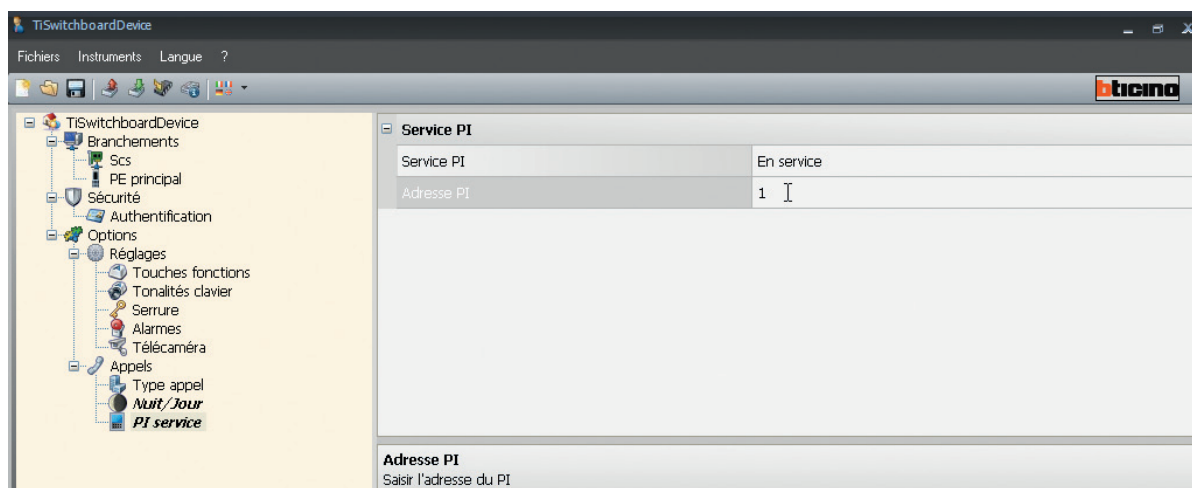 TiSwitchboardDevice
Fichiers Instruments Langue ?
bticino
TiSwitchboardDevice
Branchements
Scs
PE principal
Sécurité
Authentification
Options
Réglages
Touches fonctions
Tonalités clavier
Serrure
Alarmes
Télécaméra
Appels
Type appel
Nuit/Jour
PI service
Service PI
Service PI En service
Adresse PI 1
Adresse PI
Saisir l'adresse du PI